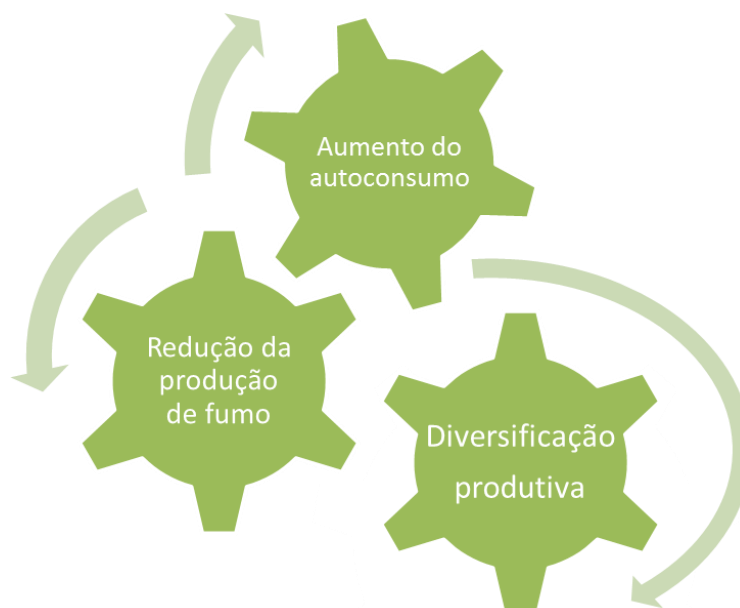 Aumento do
autoconsumo
Redução da
produção
de fumo
Diversificação
produtiva